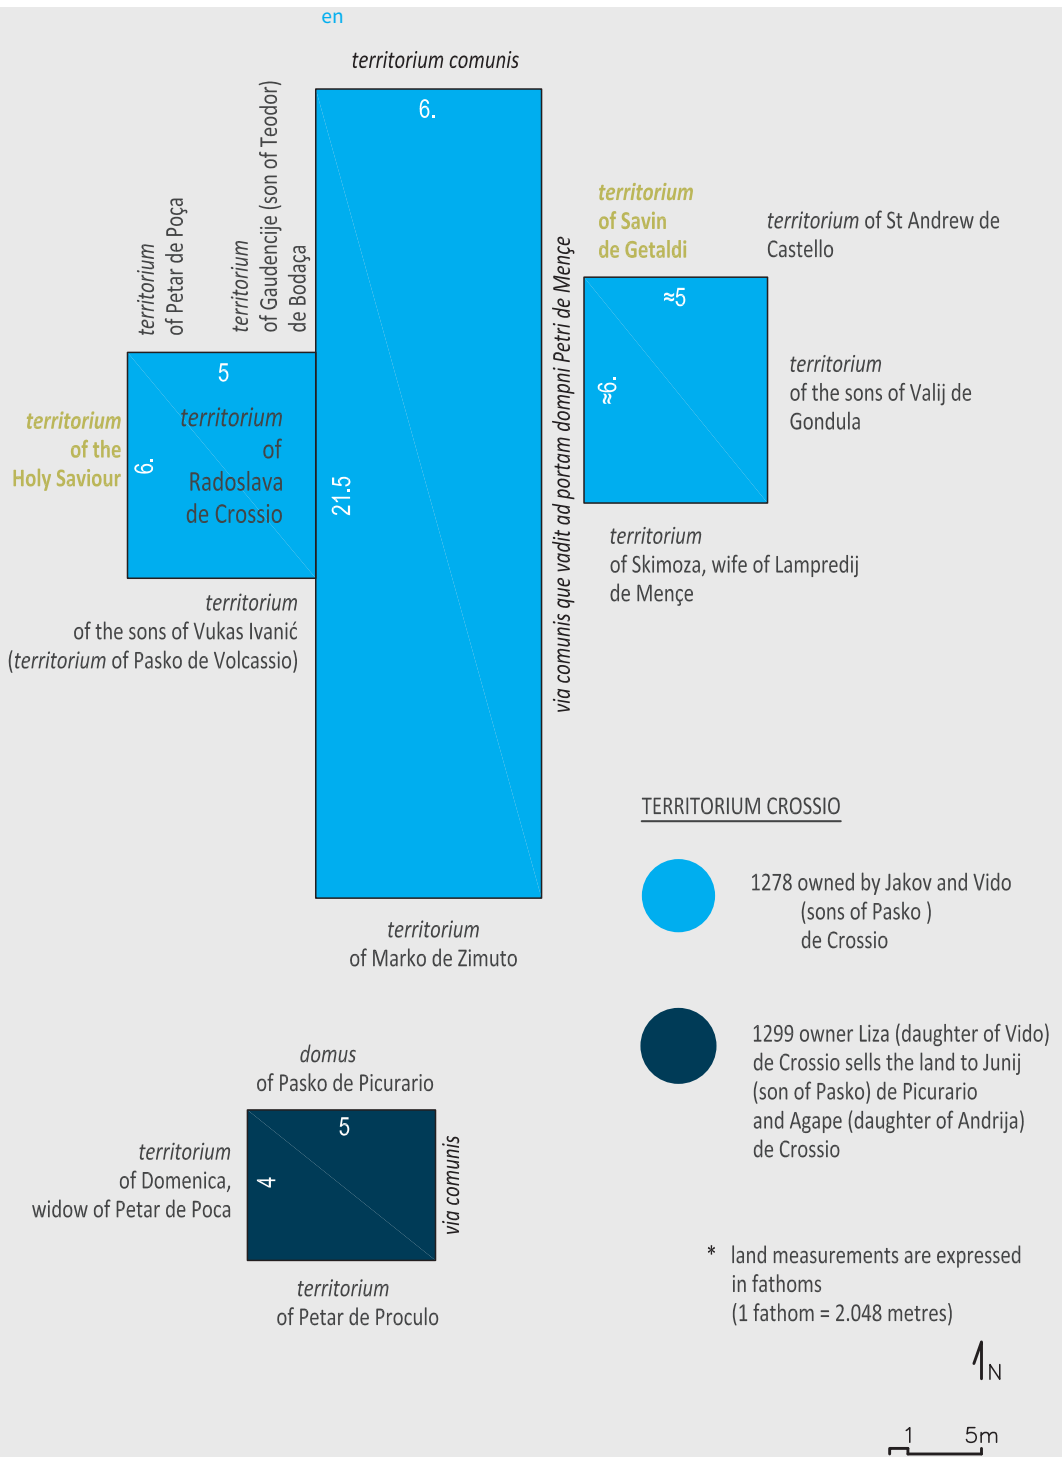 en
territorium comunis
6.
21.5
territorium
of Petar de Poça
territorium
of Gaudencije (son of Teodor)
de Bodaça
5
6.
territorium
of
Radoslava
de Crossio
territorium
of the
Holy Saviour
territorium
of the sons of Vukas Ivanić
(territorium of Pasko de Volcassio)
via comunis que vadit ad portam dompni Petri de Mençe
territorium
of Savin
de Getaldi
territorium of St Andrew de
Castello
≈5
≈6.
territorium
of the sons of Valij de
Gondula
territorium
of Skimoza, wife of Lampredij
de Mençe
territorium
of Marko de Zimuto
TERRITORIUM CROSSIO
1278 owned by Jakov and Vido
(sons of Pasko )
de Crossio
1299 owner Liza (daughter of Vido)
de Crossio sells the land to Junij
(son of Pasko) de Picurario
and Agape (daughter of Andrija)
de Crossio
domus
of Pasko de Picurario
5
4
territorium
of Domenica,
widow of Petar de Poca
via comunis
territorium
of Petar de Proculo
* land measurements are expressed
in fathoms
(1 fathom = 2.048 metres)
N
1 5m